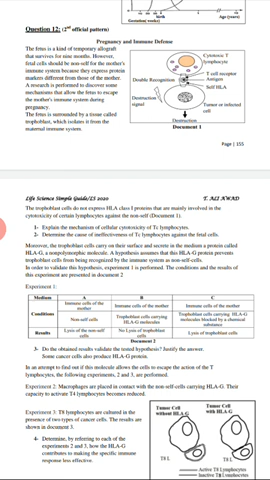 Birth
Gestation( weeks)
Age (years)
Question 12: (2nd official pattern)
Pregnancy and Immune Defense
The fetus is a kind of temporary allograft
that survives for nine months. However,
fetal cells should be non-self for the mother's
immune system because they express protein
markers different from those of the mother.
A research is performed to discover some
mechanisms that allow the fetus to escape
the mother's immune system during
pregnancy.
The fetus is surrounded by a tissue called
trophoblast, which isolates it from the
maternal immune system.
Cytotoxic T
lymphocyte
T cell receptor
Double Recognition
Antigen
Self HLA
Destruction
signal
Tumor or infected
cell
Destruction
Document 1
Page | 155
Life Science Simple Guide/LS 2020
T. ALI AWAD
The trophoblast cells do not express HLA class I proteins that are mainly involved in the
cytotoxicity of certain lymphocytes against the non-self (Document 1).
1- Explain the mechanism of cellular cytotoxicity of Tc lymphocytes.
2- Determine the cause of ineffectiveness of Tc lymphocytes against the fetal cells.
Moreover, the trophoblast cells carry on their surface and secrete in the medium a protein called
HLA-G, a nonpolymorphic molecule. A hypothesis assumes that this HLA-G protein prevents
trophoblast cells from being recognized by the immune system as non-self-cells.
In order to validate this hypothesis, experiment 1 is performed. The conditions and the results of
this experiment are presented in document 2
Experiment 1:
Medium A B C
Conditions
Immune cells of the mother
Immune cells of the mother
Immune cells of the mother
Non-self cells
Trophoblast cells carrying HLA-G molecules
Trophoblast cells carrying HLA-G molecules blocked by a chemical substance
Results
Lysis of the non-self cells
No Lysis of trophoblast cells
Lysis of trophoblast cells
Document 2
3- Do the obtained results validate the tested hypothesis? Justify the answer.
Some cancer cells also produce HLA-G protein.
In an attempt to find out if this molecule allows the cells to escape the action of the T
lymphocytes, the following experiments, 2 and 3, are performed.
Experiment 2: Macrophages are placed in contact with the non-self-cells carrying HLA-G. Their
capacity to activate T4 lymphocytes becomes reduced.
Experiment 3: T8 lymphocytes are cultured in the
presence of two types of cancer cells. The results are
shown in document 3.
4- Determine, by referring to each of the
experiments 2 and 3, how the HLA-G
contributes to making the specific immune
response less effective.
Tumor Cell
without HLA G
Tumor Cell
with HLA G
T8 L
T8 L
Active T8 Lymphocytes
Inactive T8 Lymphocytes